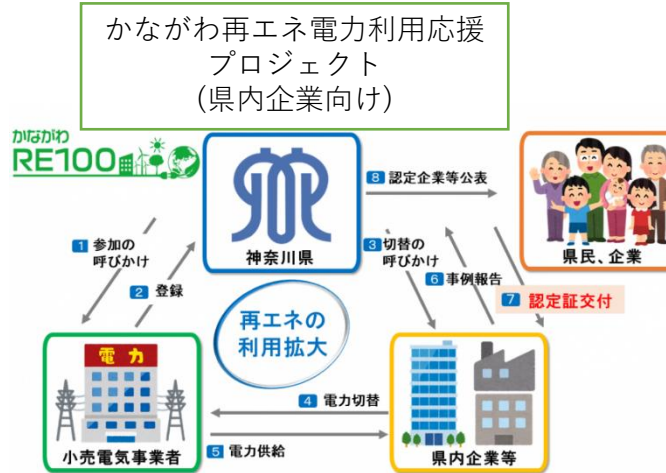 かながわ再エネ電力利用応援
プロジェクト
(県内企業向け)
かながわ
RE100
神奈川県
8 認定企業等公表
県民、企業
1 参加の
呼びかけ
2 登録
3 切替の
呼びかけ
6 事例報告
7 認定証交付
再エネの
利用拡大
電力
小売電気事業者
4 電力切替
5 電力供給
県内企業等